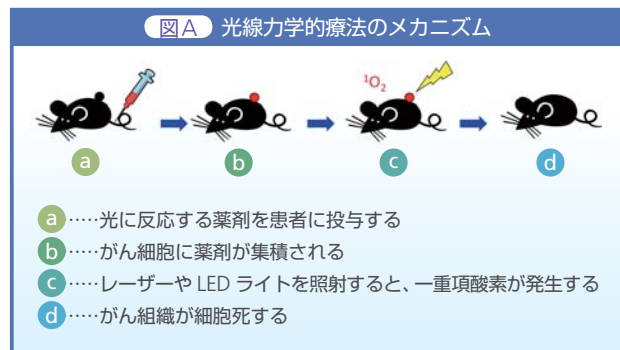 図A 光線力学的療法のメカニズム
¹O₂
a b c d
a……光に反応する薬剤を患者に投与する
b……がん細胞に薬剤が集積される
c……レーザーや LED ライトを照射すると、一重項酸素が発生する
d……がん組織が細胞死する